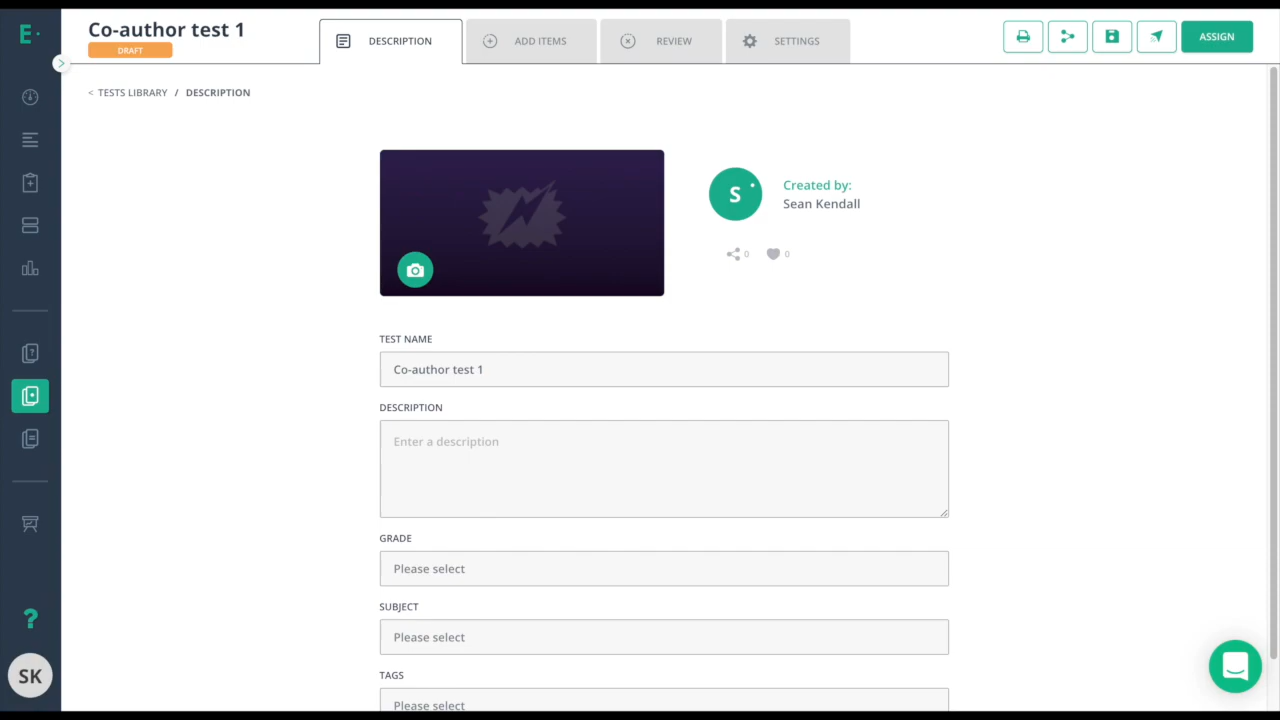 E.
Co-author test 1
DRAFT
DESCRIPTION
ADD ITEMS
REVIEW
SETTINGS
ASSIGN
< TESTS LIBRARY / DESCRIPTION
S
Created by:
Sean Kendall
0
0
TEST NAME
Co-author test 1
DESCRIPTION
Enter a description
GRADE
Please select
SUBJECT
Please select
TAGS
Please select
?
SK